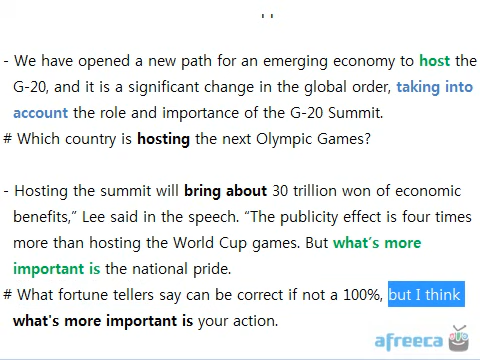 - We have opened a new path for an emerging economy to host the
G-20, and it is a significant change in the global order, taking into
account the role and importance of the G-20 Summit.
# Which country is hosting the next Olympic Games?
- Hosting the summit will bring about 30 trillion won of economic
benefits,” Lee said in the speech. “The publicity effect is four times
more than hosting the World Cup games. But what’s more
important is the national pride.
# What fortune tellers say can be correct if not a 100%, but I think
what's more important is your action.
afreeca